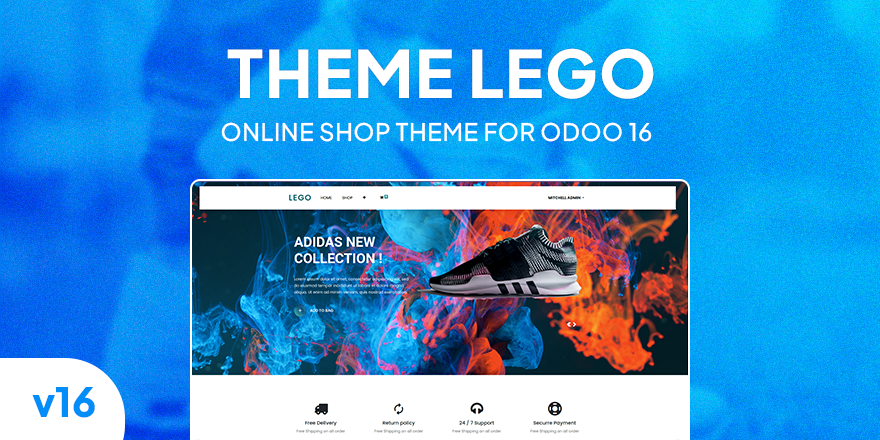 THEME LEGO
ONLINE SHOP THEME FOR ODOO 16
LEGO HOME SHOP MITCHELL ADMIN
ADIDAS NEW
COLLECTION !
ADD TO BAG
Free Delivery Return policy 24 / 7 Support Securre Payment
Free Shipping on all order Free Shipping on all order Free Shipping on all order Free Shipping on all order
v16